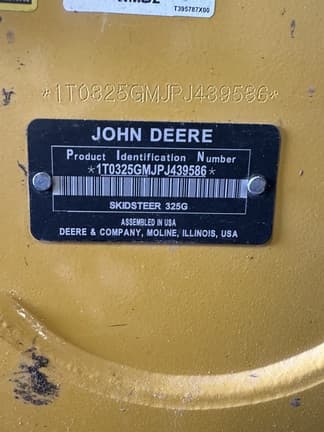 T395787X00
*1T0325GMJPJ439586*
JOHN DEERE
Product Identification Number
*1T0325GMJPJ439586*
SKIDSTEER 325G
ASSEMBLED IN USA
DEERE & COMPANY, MOLINE, ILLINOIS, USA